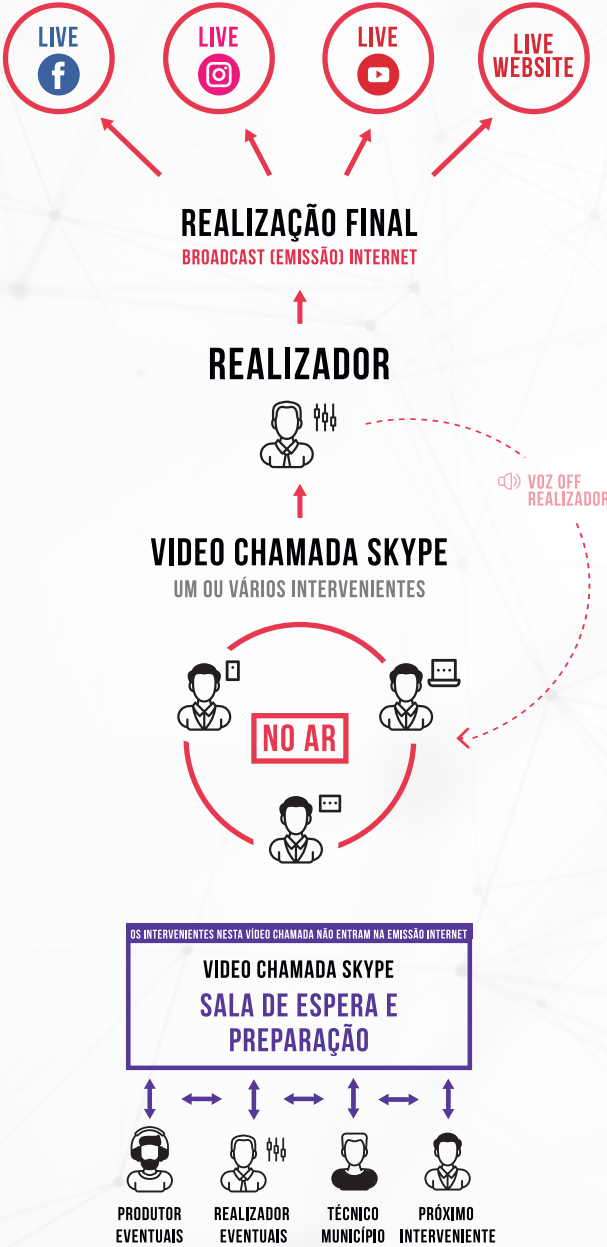 LIVE
LIVE
LIVE
LIVE
WEBSITE
REALIZAÇÃO FINAL
BROADCAST (EMISSÃO) INTERNET
REALIZADOR
VOZ OFF
REALIZADOR
VIDEO CHAMADA SKYPE
UM OU VÁRIOS INTERVENIENTES
NO AR
OS INTERVENIENTES NESTA VÍDEO CHAMADA NÃO ENTRAM NA EMISSÃO INTERNET
VIDEO CHAMADA SKYPE
SALA DE ESPERA E
PREPARAÇÃO
PRODUTOR
EVENTUAIS
REALIZADOR
EVENTUAIS
TÉCNICO
MUNICÍPIO
PRÓXIMO
INTERVENIENTE